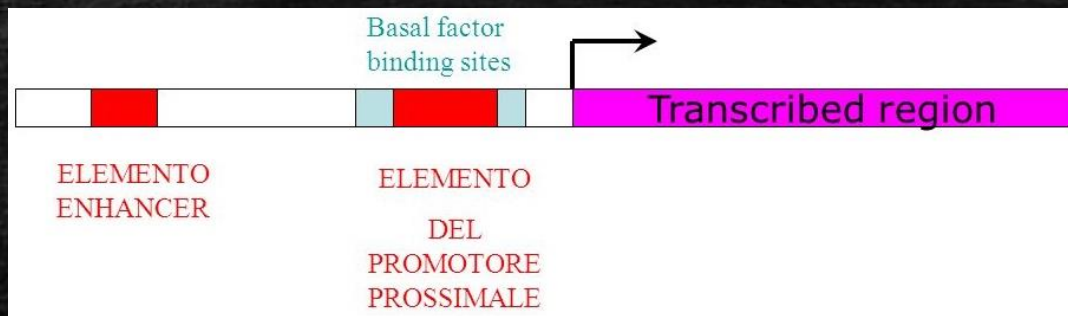 Basal factor
binding sites
Transcribed region
ELEMENTO
ENHANCER
ELEMENTO
DEL
PROMOTORE
PROSSIMALE